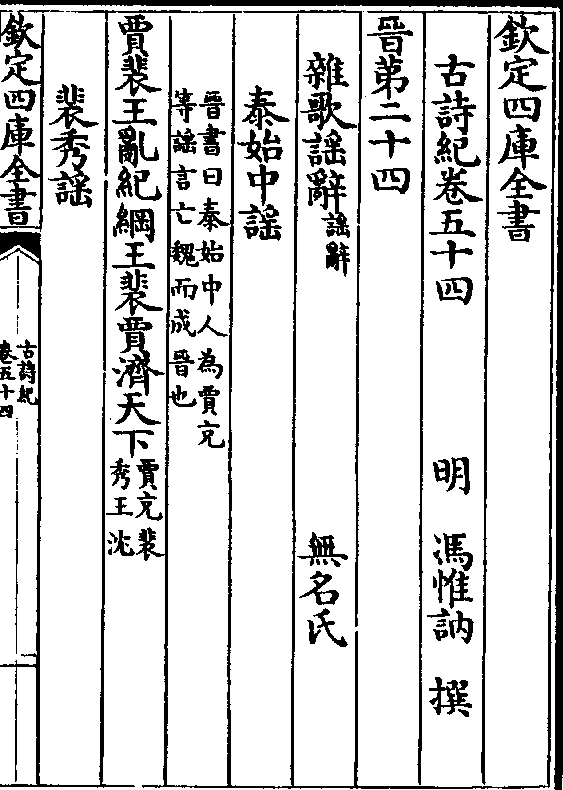 欽定四庫全書
古詩紀卷五十四 明 馮惟訥 撰
晉第二十四
雜歌謡辭謡辭 無名氏
泰始中謡
晉書曰泰始中人為賈充
等謡言亡魏而成晉也
賈裴王亂紀綱王裴賈濟天下賈充裴
秀王沈
裴秀謡
欽定四庫全書
古詩紀
卷五十四
一